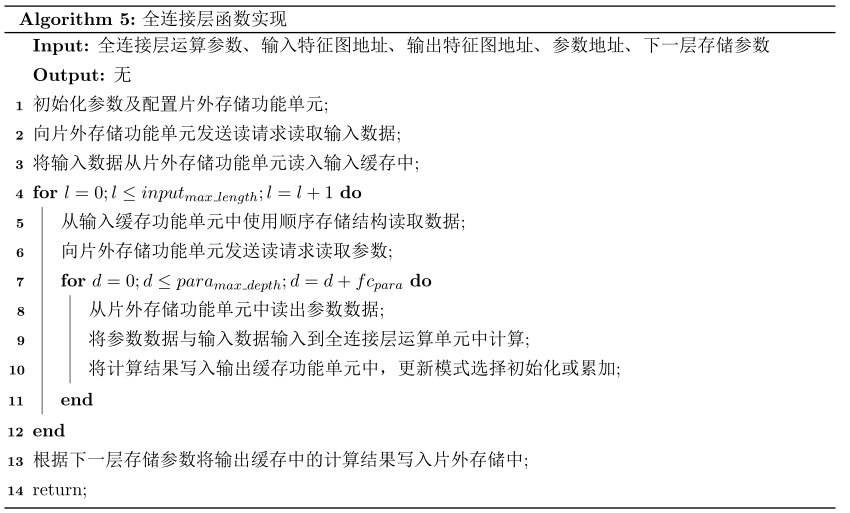 Algorithm 5: 全连接层函数实现
Input: 全连接层运算参数、输入特征图地址、输出特征图地址、参数地址、下一层存储参数
Output: 无
1 初始化参数及配置片外存储功能单元;
2 向片外存储功能单元发送读请求读取输入数据;
3 将输入数据从片外存储功能单元读入输入缓存中;
4 for l = 0; l ≤ input_{max_length}; l = l + 1 do
5 从输入缓存功能单元中使用顺序存储结构读取数据;
6 向片外存储功能单元发送读请求读取参数;
7 for d = 0; d ≤ para_{max_depth}; d = d + fc_{para} do
8 从片外存储功能单元中读出参数数据;
9 将参数数据与输入数据输入到全连接层运算单元中计算;
10 将计算结果写入输出缓存功能单元中，更新模式选择初始化或累加;
11 end
12 end
13 根据下一层存储参数将输出缓存中的计算结果写入片外存储中;
14 return;